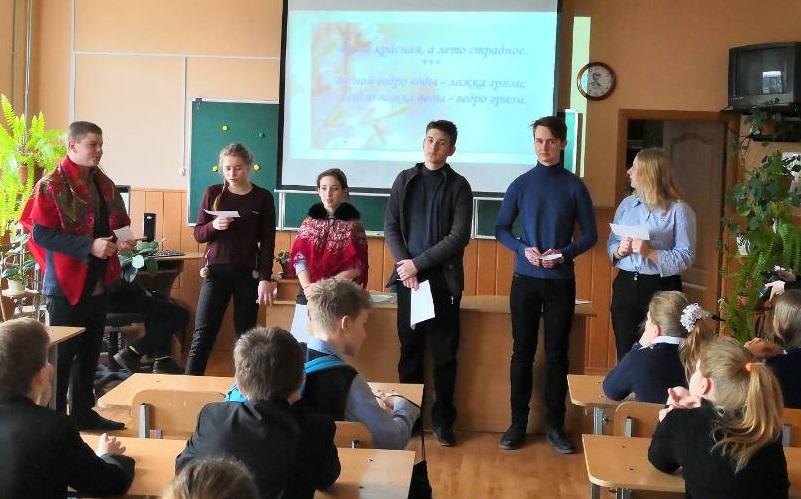 красная, а лето страдное.
***
ведро воды - ложка грязи;
ложка воды - ведро грязи.